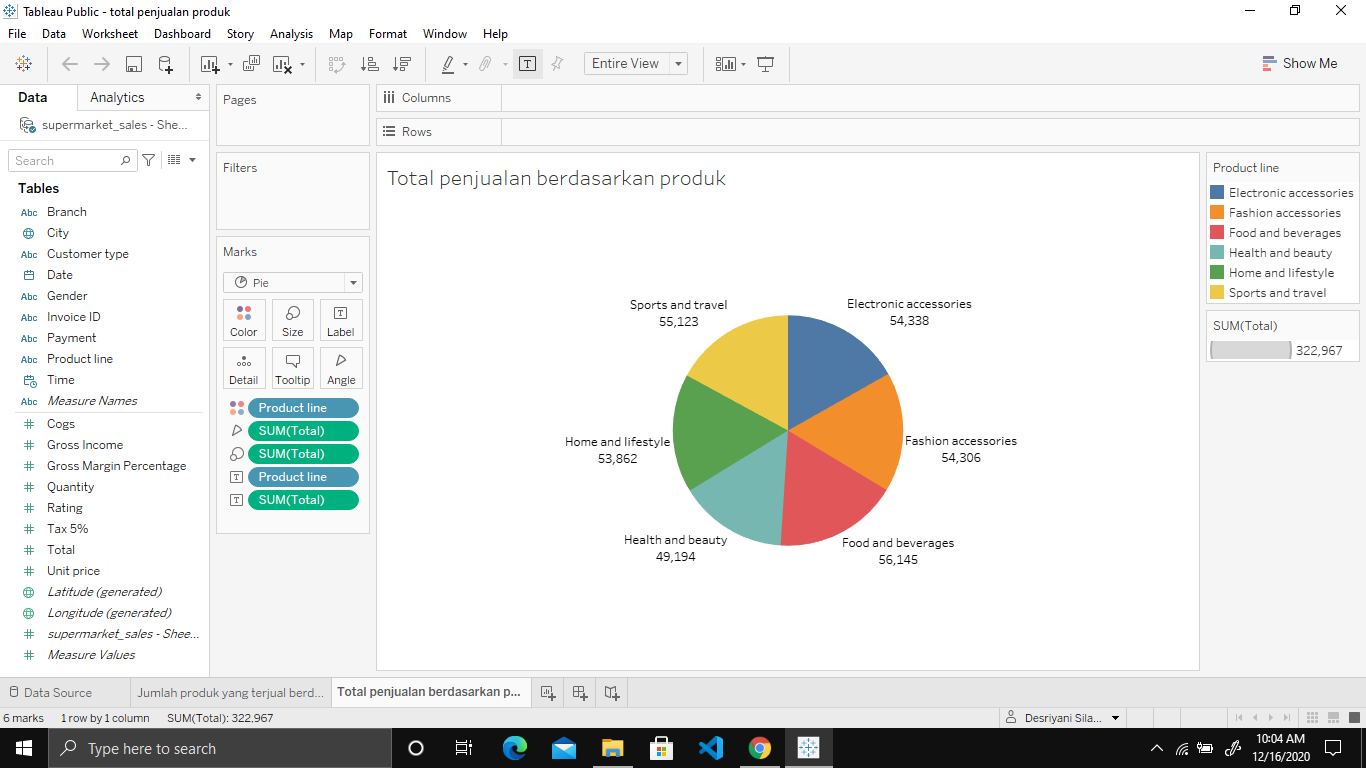 Tableau Public - total penjualan produk
File Data Worksheet Dashboard Story Analysis Map Format Window Help
Entire View
Show Me
Data Analytics
supermarket_sales - She...
Search
Tables
Abc Branch
City
Abc Customer type
Date
Abc Gender
Abc Invoice ID
Abc Payment
Abc Product line
Time
Abc Measure Names
Cogs
Gross Income
Gross Margin Percentage
Quantity
Rating
Tax 5%
Total
Unit price
Latitude (generated)
Longitude (generated)
supermarket_sales - Shee...
Measure Values
Pages
Filters
Marks
Pie
Color Size Label
Detail Tooltip Angle
Product line
SUM(Total)
SUM(Total)
Product line
SUM(Total)
Columns
Rows
Total penjualan berdasarkan produk
Sports and travel
55,123
Electronic accessories
54,338
Home and lifestyle
53,862
Fashion accessories
54,306
Health and beauty
49,194
Food and beverages
56,145
Product line
Electronic accessories
Fashion accessories
Food and beverages
Health and beauty
Home and lifestyle
Sports and travel
SUM(Total)
322,967
Data Source Jumlah produk yang terjual berd... Total penjualan berdasarkan p...
6 marks 1 row by 1 column SUM(Total): 322,967 Desriyani Sila...
Type here to search
10:04 AM
12/16/2020